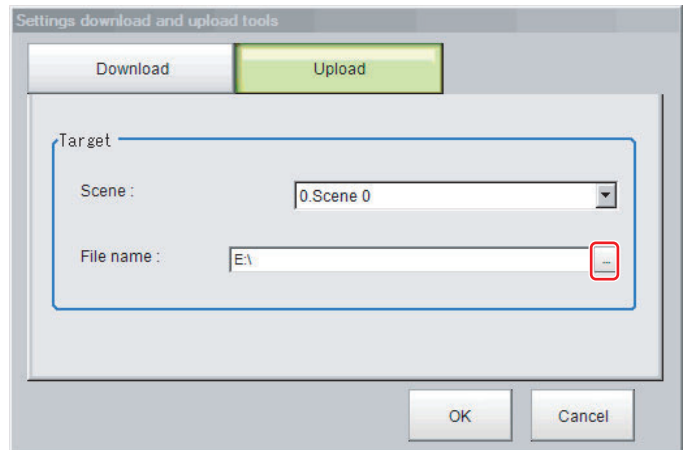 Settings download and upload tools
Download Upload
Target
Scene : 0.Scene 0
File name : E:\ ...
OK Cancel